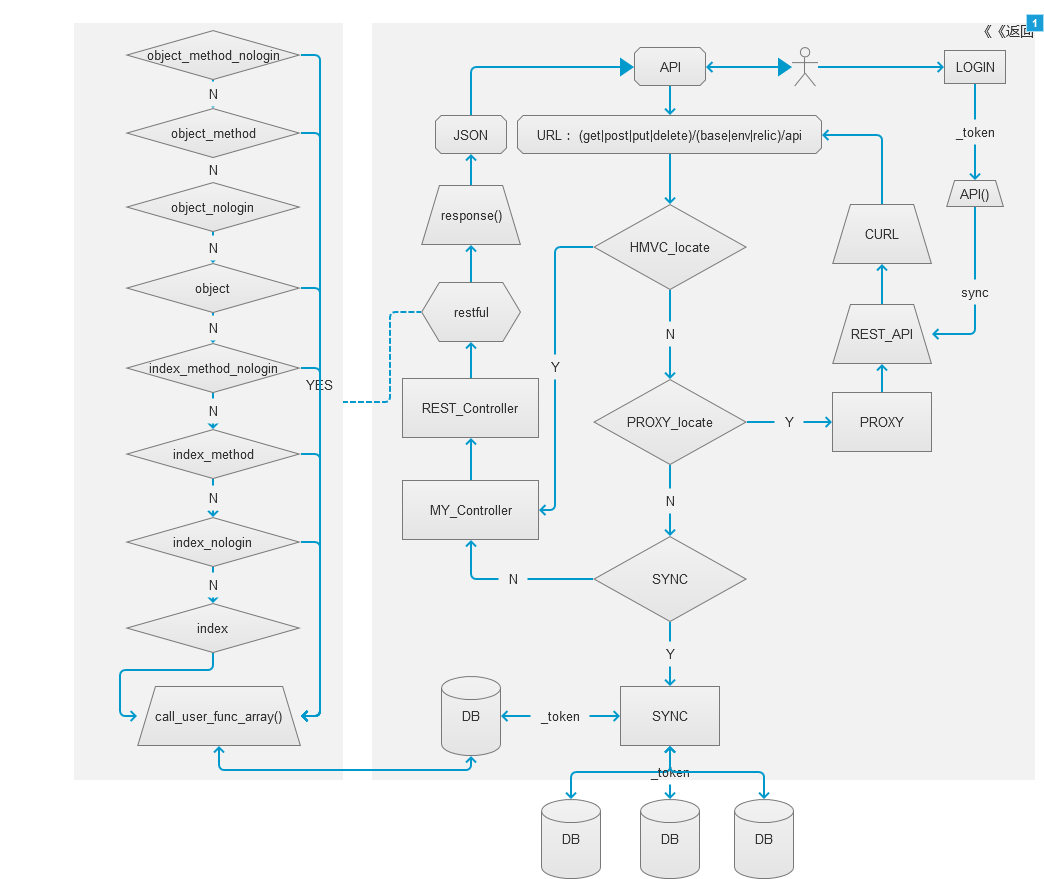 object_method_nologin
N
object_method
N
object_nologin
N
object
N
index_method_nologin
YES
N
index_method
N
index_nologin
N
index
call_user_func_array()
1
《《返回
API
LOGIN
_token
API()
sync
JSON
URL： (get|post|put|delete)/(base|env|relic)/api
response()
HMVC_locate
CURL
restful
N
REST_API
Y
REST_Controller
PROXY_locate
Y
PROXY
MY_Controller
N
N
SYNC
Y
DB
_token
SYNC
_token
DB
DB
DB